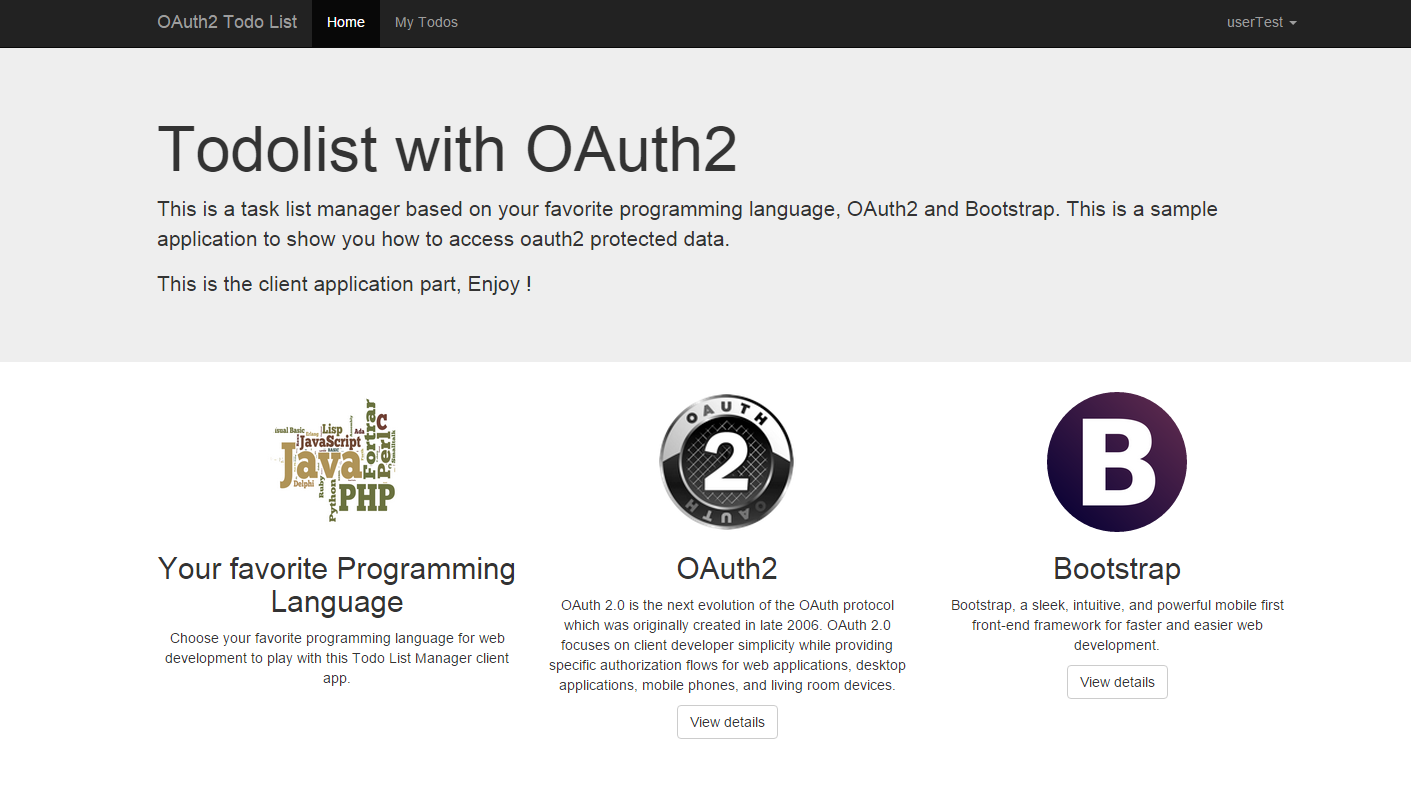 OAuth2 Todo List Home My Todos userTest
Todolist with OAuth2
This is a task list manager based on your favorite programming language, OAuth2 and Bootstrap. This is a sample
application to show you how to access oauth2 protected data.
This is the client application part, Enjoy !
isual Basic
Lisp
Ada
JavaScript
Java
BASIC
Delphi
Ruby
Python
PHP
Fortran
Perl
C
Smalltalk
OAUTH
2
OAUTH
B
Your favorite Programming
Language
Choose your favorite programming language for web
development to play with this Todo List Manager client
app.
OAuth2
OAuth 2.0 is the next evolution of the OAuth protocol
which was originally created in late 2006. OAuth 2.0
focuses on client developer simplicity while providing
specific authorization flows for web applications, desktop
applications, mobile phones, and living room devices.
View details
Bootstrap
Bootstrap, a sleek, intuitive, and powerful mobile first
front-end framework for faster and easier web
development.
View details